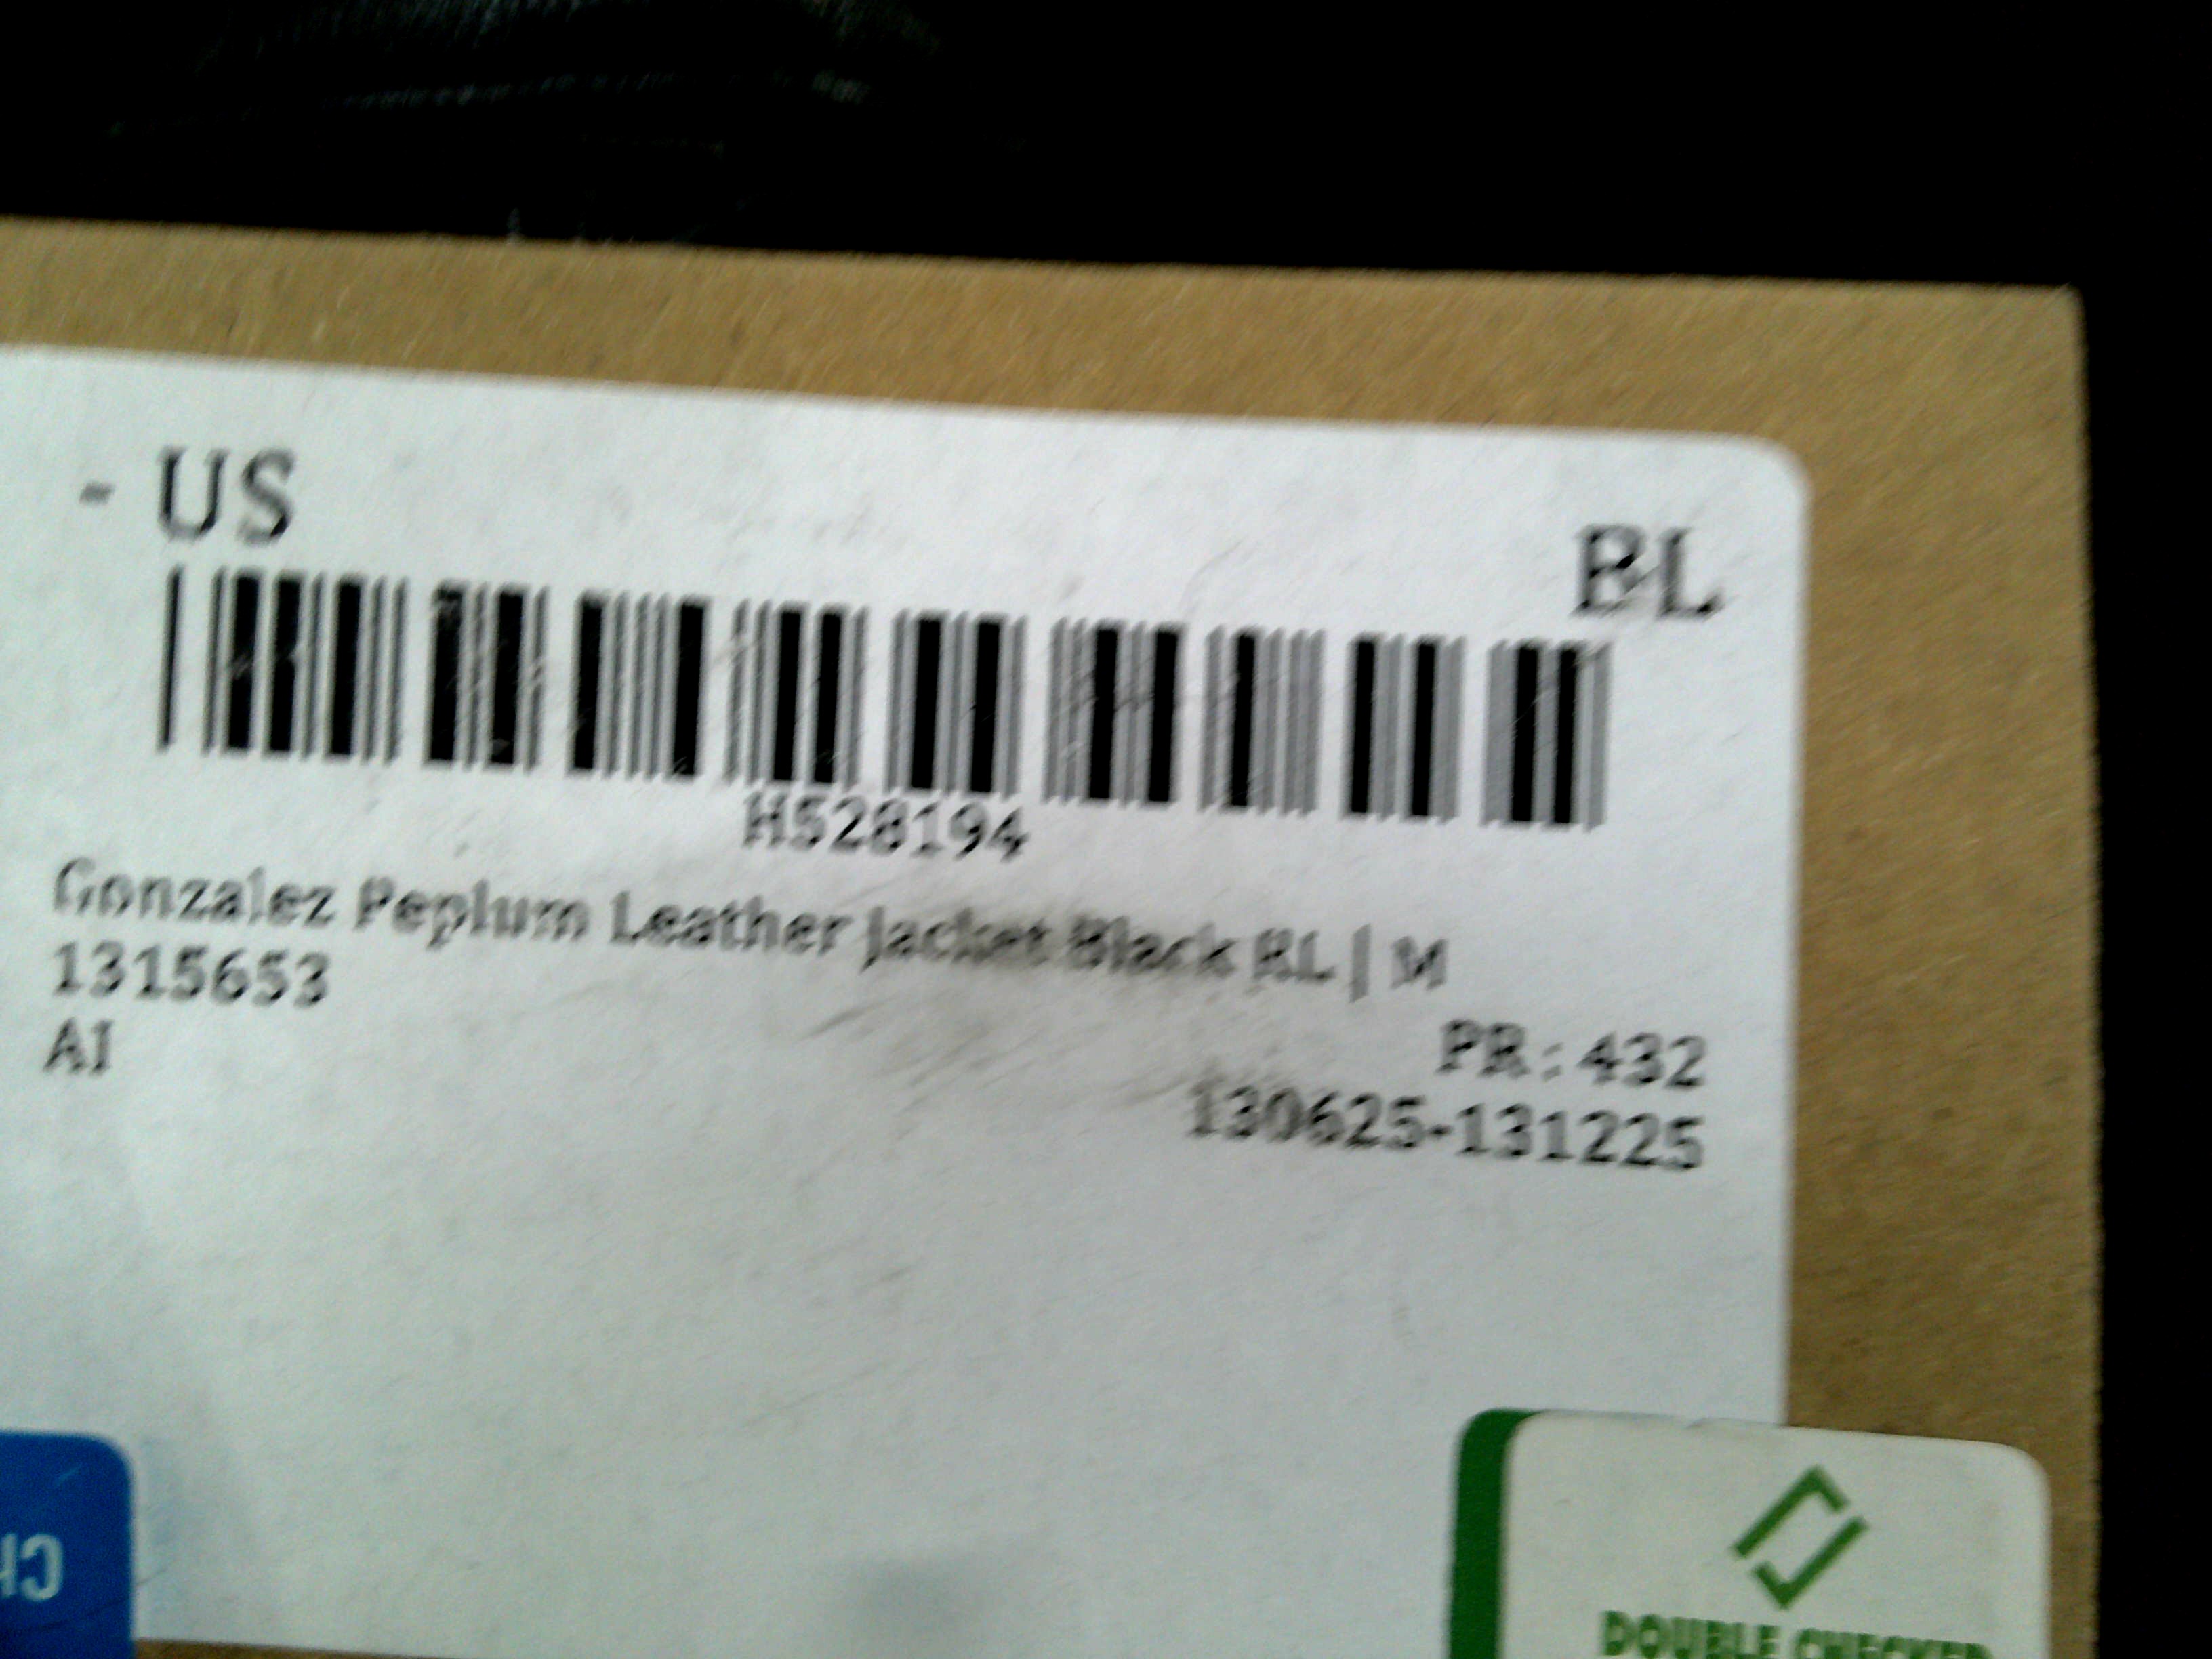 - US
BL
H528194
Gonzalez Peplum Leather Jacket Black BL | M
1315653
AI
PR:432
130625-131225
DOUBLE CHECKED